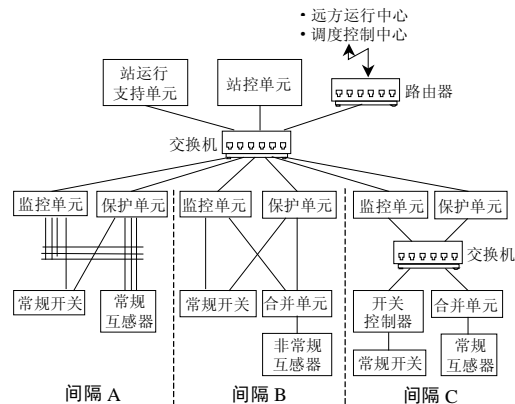 • 远方运行中心
• 调度控制中心
站运行
支持单元
站控单元
路由器
交换机
监控单元
保护单元
监控单元
保护单元
监控单元
保护单元
交换机
常规开关
常规
互感器
常规开关
合并单元
开关
控制器
合并单元
非常规
互感器
常规开关
常规
互感器
间隔 A
间隔 B
间隔 C